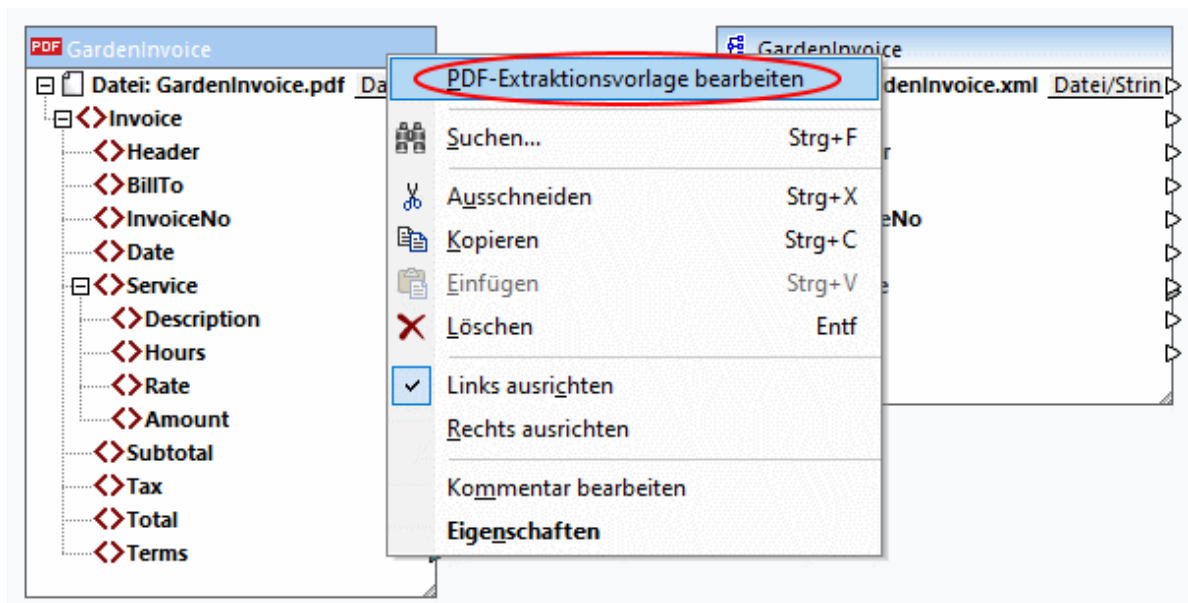 PDF GardenInvoice
Datei: GardenInvoice.pdf Da
Invoice
Header
BillTo
InvoiceNo
Date
Service
Description
Hours
Rate
Amount
Subtotal
Tax
Total
Terms
PDF-Extraktionsvorlage bearbeiten
Suchen... Strg+F
Ausschneiden Strg+X
Kopieren Strg+C
Einfügen Strg+V
Löschen Entf
Links ausrichten
Rechts ausrichten
Kommentar bearbeiten
Eigenschaften
GardenInvoice
denInvoice.xml Datei/Strin
r
eNo
e